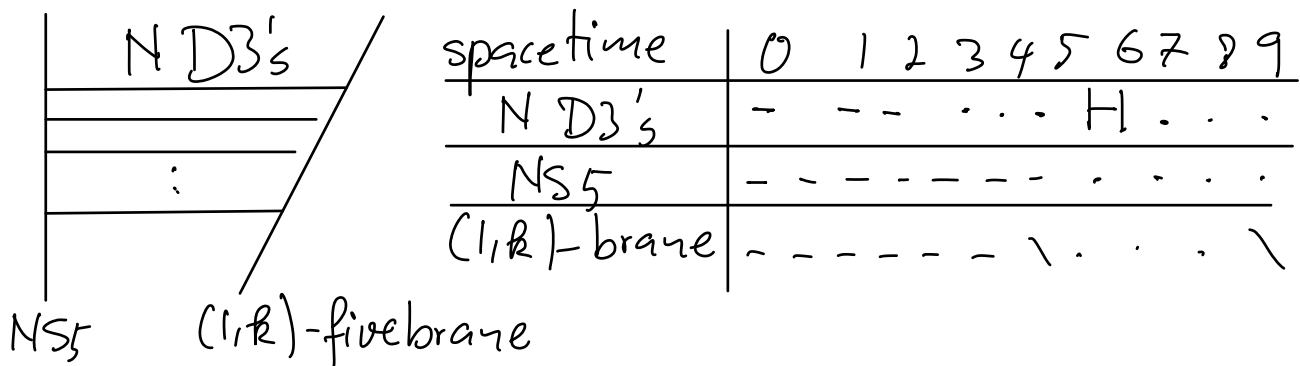 N D3's
NS5
(1,k)-fivebrane
spacetime 0 1 2 3 4 5 6 7 8 9
N D3's - - - . . . H . . .
NS5 - - - - - - . . . .
(1,k)-brane - - - - - \ . . . \